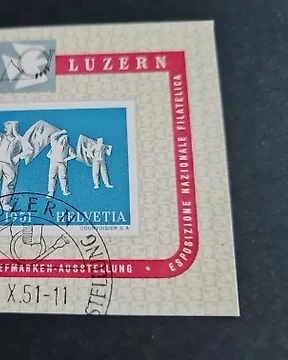 LUZERN
ESPOSIZIONE NAZIONALE FILATELICA
1951 HELVETIA
COURVOISIER S.A.
EFMARKEN-AUSSTELLUNG •
X.51-11